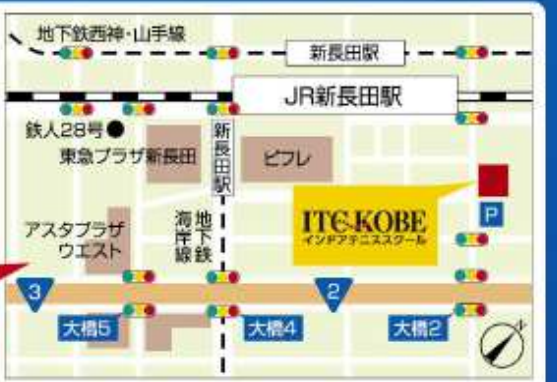 地下鉄西神・山手線
新長田駅
JR新長田駅
鉄人28号
東急プラザ新長田
新長田駅
ピフレ
アスタプラザ
ウエスト
地下鉄
海岸線
ITC-KOBE
インドアテニススクール
P
3
2
大橋5
大橋4
大橋2